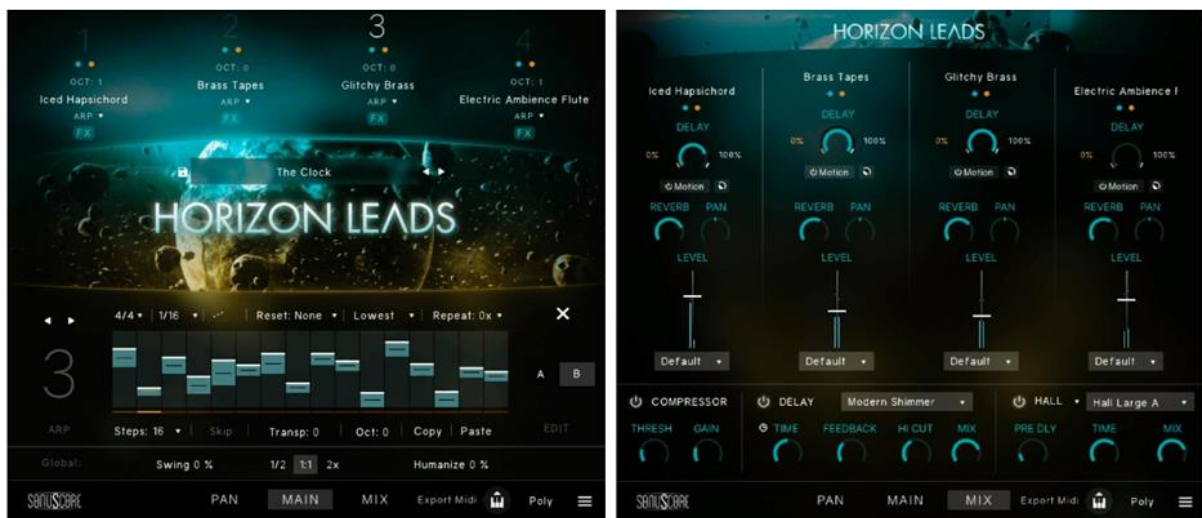 1 2 3 4
OCT: 1
Iced Hapsichord
ARP
FX
OCT: 0
Brass Tapes
ARP
FX
OCT: 0
Glitchy Brass
ARP
FX
OCT: 1
Electric Ambience Flute
ARP
FX
The Clock
HORIZON LEADS
4/4 1/16 Reset: None Lowest Repeat: 0x
3
A B
ARP
Steps: 16 Skip Transp: 0 Oct: 0 Copy Paste
EDIT
Global: Swing 0 % 1/2 1:1 2x Humanize 0 %
SONUSCORE PAN MAIN MIX Export Midi Poly
HORIZON LEADS
Iced Hapsichord
DELAY
0% 100%
Motion
REVERB PAN
LEVEL
Default
Brass Tapes
DELAY
0% 100%
Motion
REVERB PAN
LEVEL
Default
Glitchy Brass
DELAY
0% 100%
Motion
REVERB PAN
LEVEL
Default
Electric Ambience F
DELAY
0% 100%
Motion
REVERB PAN
LEVEL
Default
COMPRESSOR
THRESH GAIN
DELAY Modern Shimmer
TIME FEEDBACK HI CUT MIX
HALL Hall Large A
PRE DLY TIME MIX
SONUSCORE PAN MAIN MIX Export Midi Poly